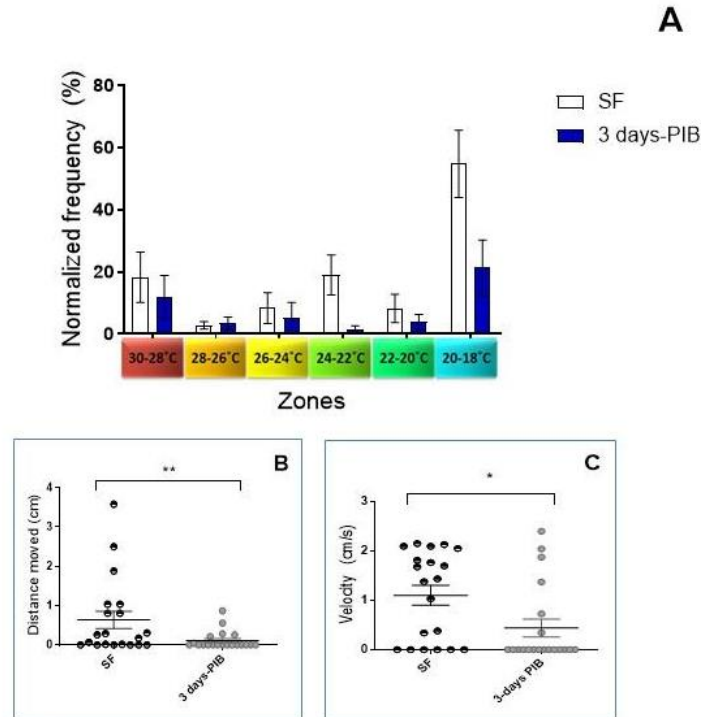 A
Normalized frequency (%)
80
60
40
20
0
SF
3 days-PIB
30-28˚C 28-26˚C 26-24˚C 24-22˚C 22-20˚C 20-18˚C
Zones
B
**
Distance moved (cm)
4
3
2
1
0
SF
3 days-PIB
C
*
Velocity (cm/s)
3
2
1
0
SF
3-days PIB